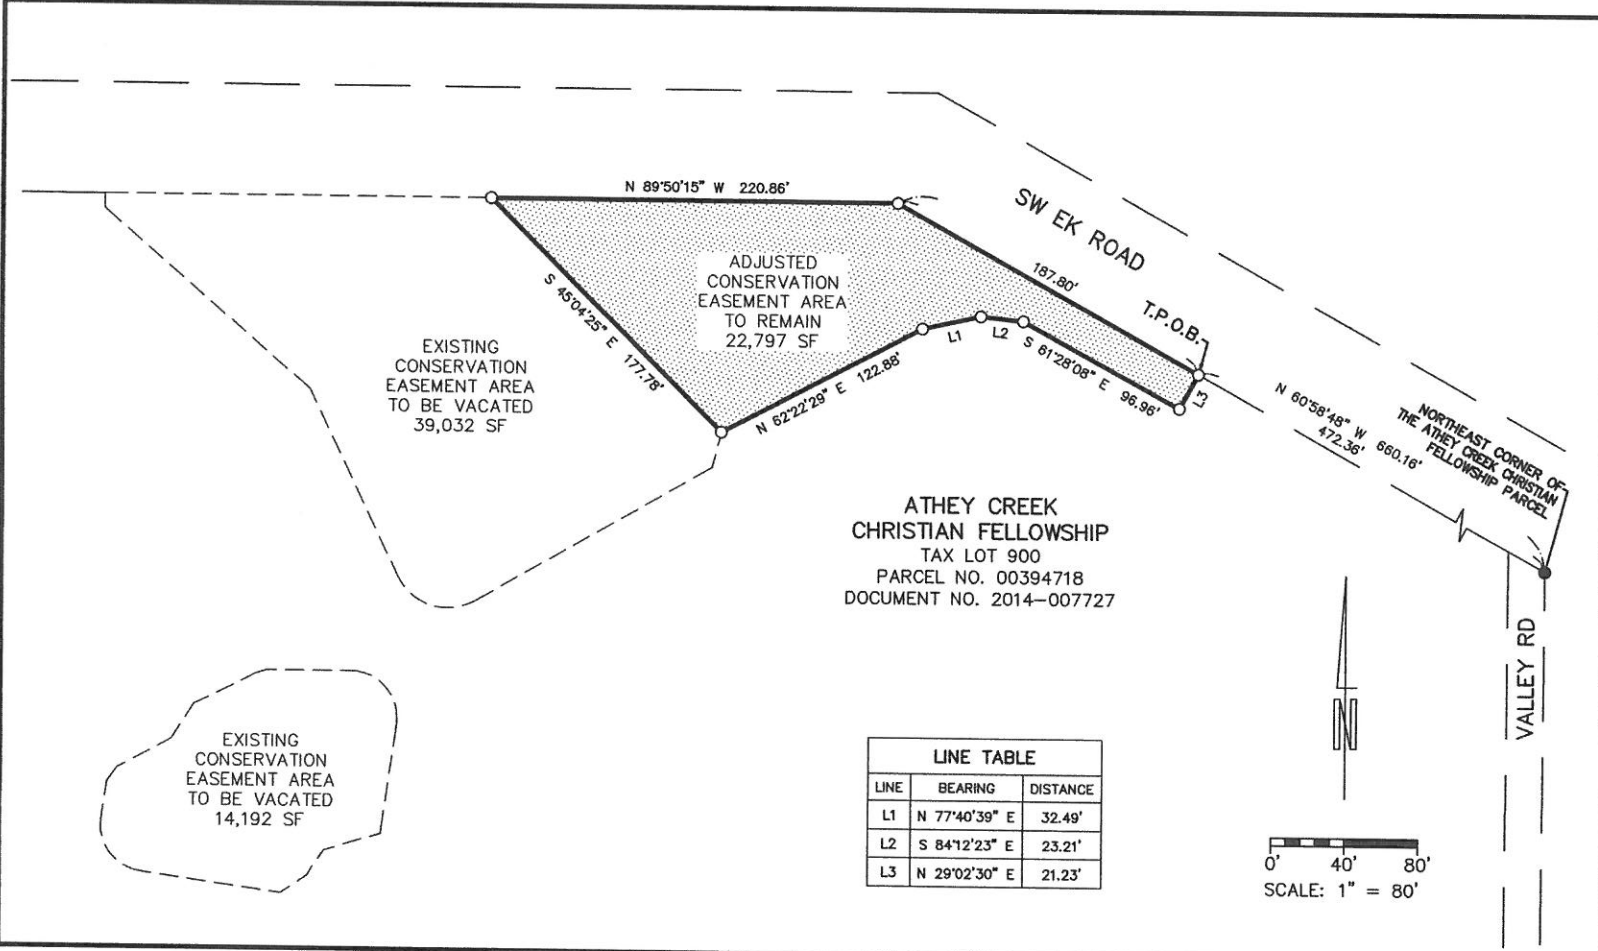 N 89°50'15" W 220.86'
SW EK ROAD
187.80'
T.P.O.B.
ADJUSTED
CONSERVATION
EASEMENT AREA
TO REMAIN
22,797 SF
S 45°04'25" E 177.78'
N 62°22'29" E 122.88'
L1
L2
S 61°28'08" E 96.96'
L3
N 60°58'48" W 660.16'
472.36'
NORTHEAST CORNER OF
THE ATHEY CREEK CHRISTIAN
FELLOWSHIP PARCEL
EXISTING
CONSERVATION
EASEMENT AREA
TO BE VACATED
39,032 SF
ATHEY CREEK
CHRISTIAN FELLOWSHIP
TAX LOT 900
PARCEL NO. 00394718
DOCUMENT NO. 2014-007727
VALLEY RD
N
EXISTING
CONSERVATION
EASEMENT AREA
TO BE VACATED
14,192 SF
LINE TABLE
LINE BEARING DISTANCE
L1 N 77°40'39" E 32.49'
L2 S 84°12'23" E 23.21'
L3 N 29°02'30" E 21.23'
0' 40' 80'
SCALE: 1" = 80'